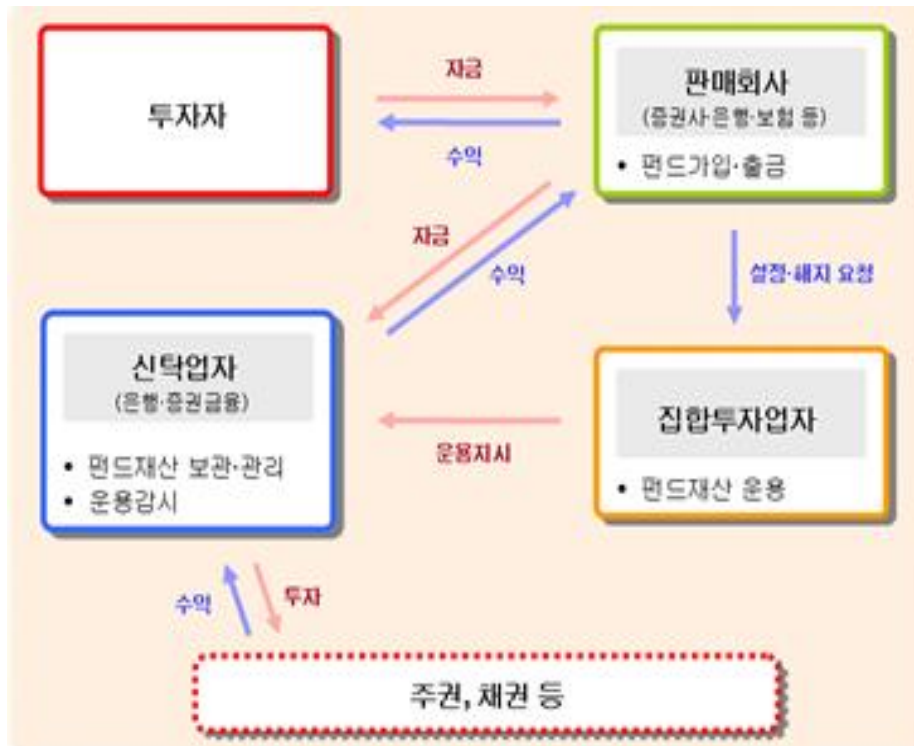 투자자
자금
수익
판매회사
(증권사·은행·보험 등)
• 펀드가입·출금
자금
수익
설정·해지 요청
신탁업자
(은행·증권금융)
• 펀드재산 보관·관리
• 운용감시
운용지시
집합투자업자
• 펀드재산 운용
수익
투자
주권, 채권 등